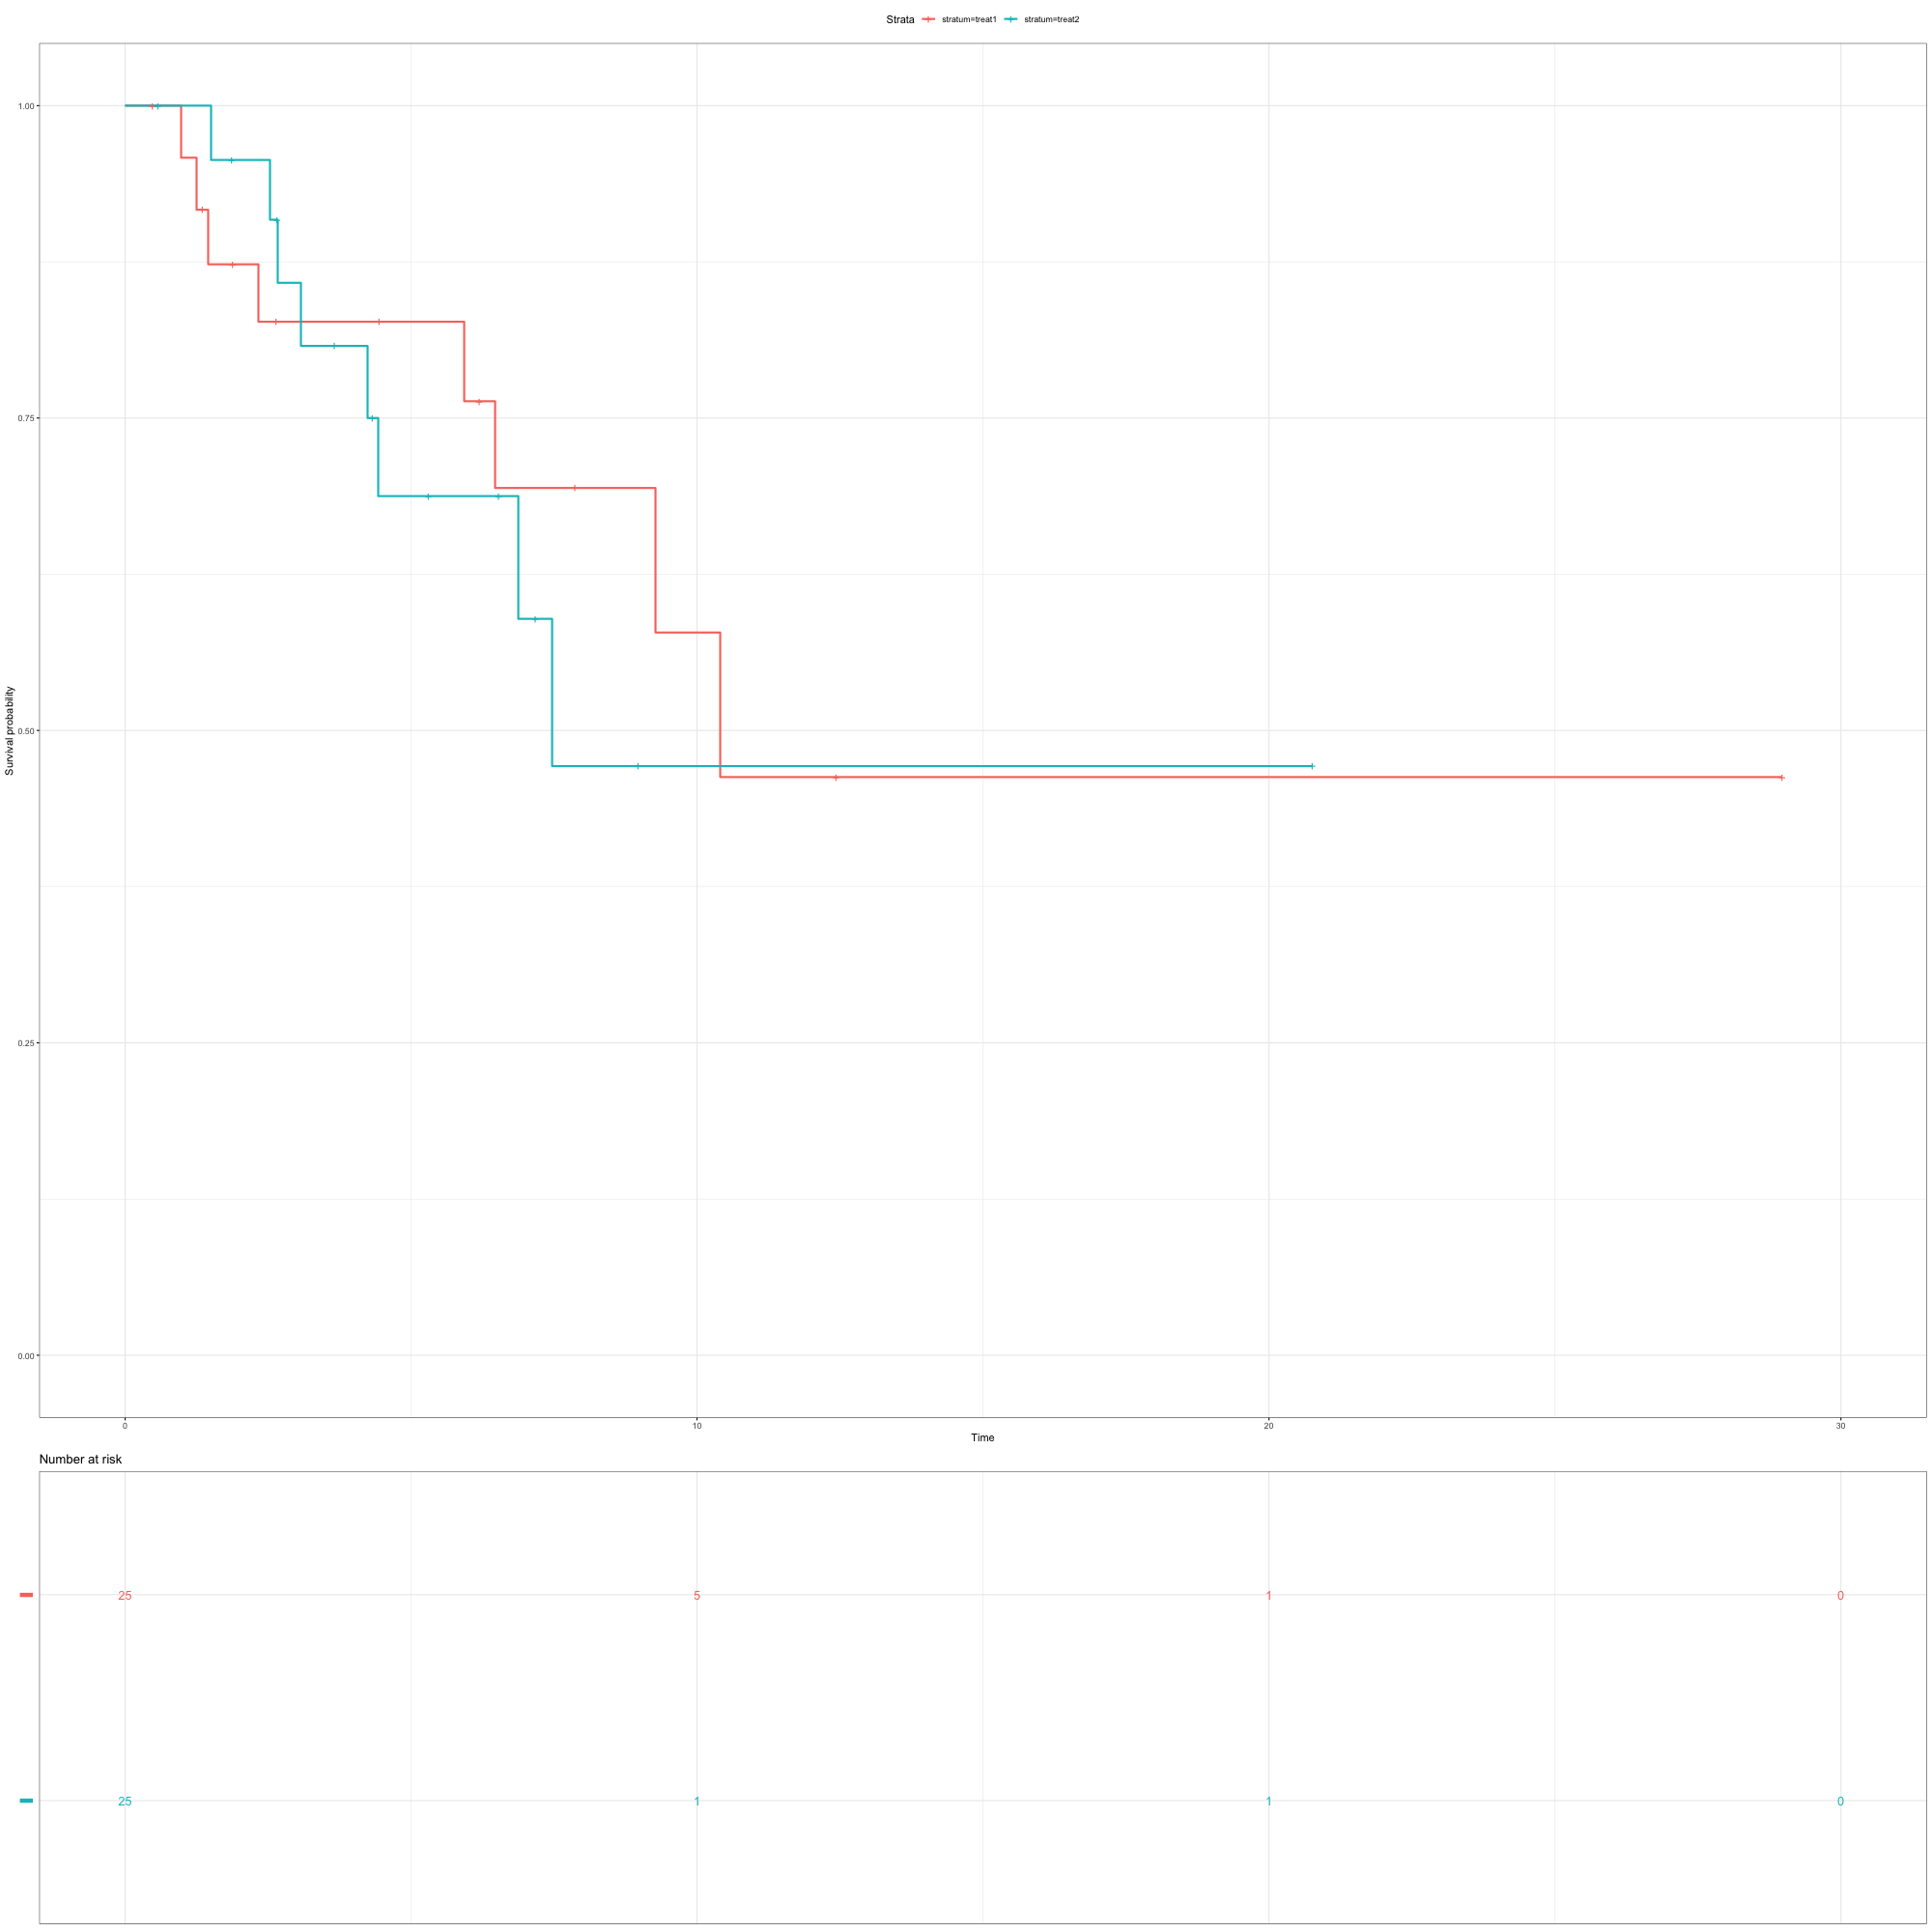 Strata stratum=treat1 stratum=treat2
1.00
0.75
0.50
0.25
0.00
Survival probability
0 10 20 30
Time
Number at risk
25 5 1 0
25 1 1 0